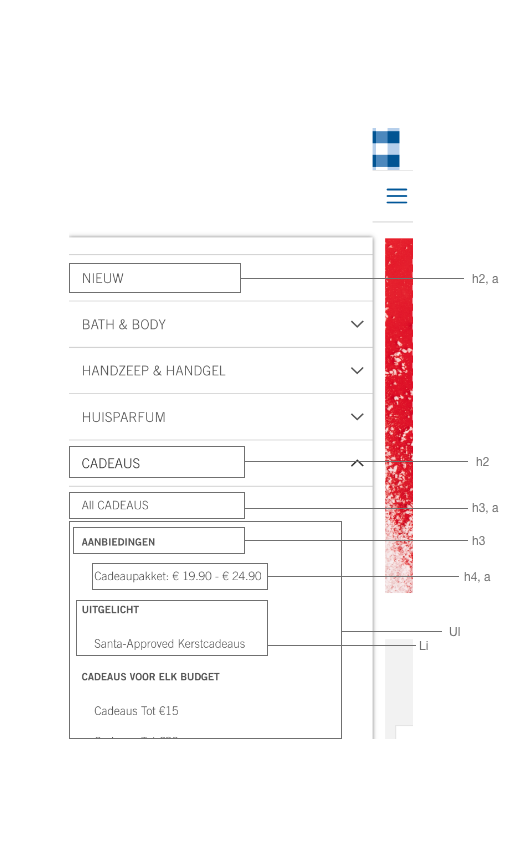 NIEUW
h2, a
BATH & BODY
HANDZEEP & HANDGEL
HUISPARFUM
CADEAUS
h2
All CADEAUS
h3, a
AANBIEDINGEN
h3
Cadeaupakket: € 19.90 - € 24.90
h4, a
UITGELICHT
Ul
Santa-Approved Kerstcadeaus
Li
CADEAUS VOOR ELK BUDGET
Cadeaus Tot €15